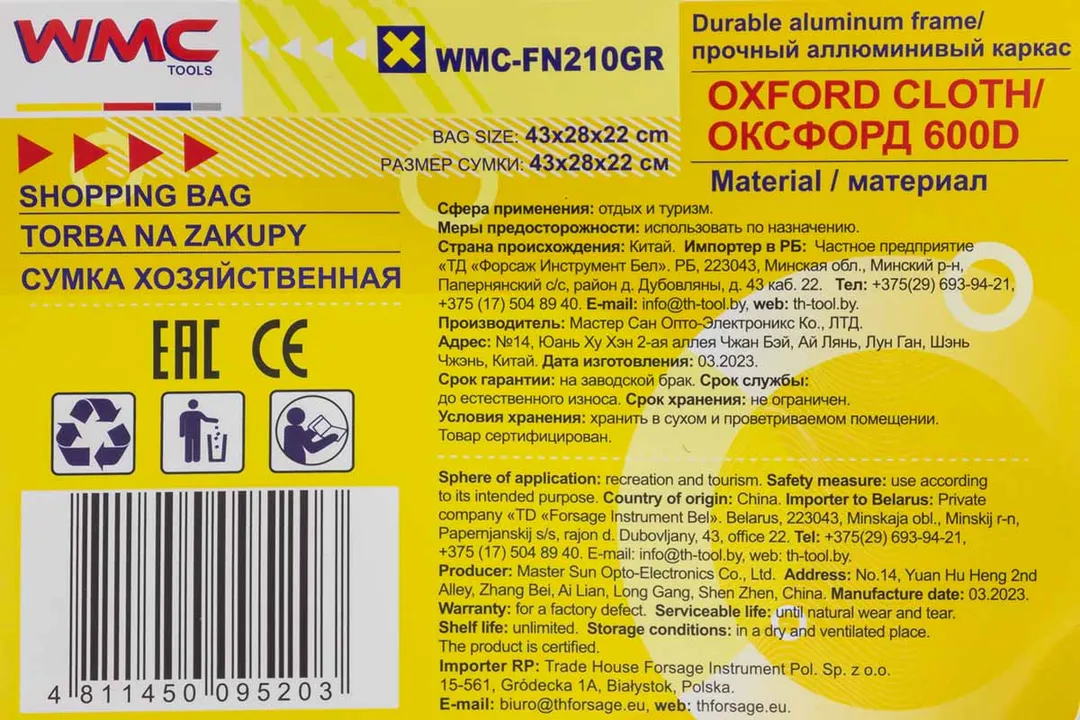 WMC
TOOLS
WMC-FN210GR
BAG SIZE: 43x28x22 cm
РАЗМЕР СУМКИ: 43x28x22 см
Durable aluminum frame/
прочный аллюминивый каркас
OXFORD CLOTH/
ОКСФОРД 600D
Material / материал
SHOPPING BAG
TORBA NA ZAKUPY
СУМКА ХОЗЯЙСТВЕННАЯ
EAC CE
Сфера применения: отдых и туризм.
Меры предосторожности: использовать по назначению.
Страна происхождения: Китай. Импортер в РБ: Частное предприятие
«ТД «Форсаж Инструмент Бел». РБ, 223043, Минская обл., Минский р-н,
Папернянский с/с, район д. Дубовляны, д. 43 каб. 22. Тел: +375(29) 693-94-21,
+375 (17) 504 89 40. E-mail: info@th-tool.by, web: th-tool.by.
Производитель: Мастер Сан Опто-Электроникс Ко., ЛТД.
Адрес: №14, Юань Ху Хэн 2-ая аллея Чжан Бэй, Ай Лянь, Лун Ган, Шэнь
Чжэнь, Китай. Дата изготовления: 03.2023.
Срок гарантии: на заводской брак. Срок службы:
до естественного износа. Срок хранения: не ограничен.
Условия хранения: хранить в сухом и проветриваемом помещении.
Товар сертифицирован.
Sphere of application: recreation and tourism. Safety measure: use according
to its intended purpose. Country of origin: China. Importer to Belarus: Private
company «TD «Forsage Instrument Bel». Belarus, 223043, Minskaja obl., Minskij r-n,
Papernjanskij s/s, rajon d. Dubovljany, 43, office 22. Tel: +375(29) 693-94-21,
+375 (17) 504 89 40. E-mail: info@th-tool.by, web: th-tool.by.
Producer: Master Sun Opto-Electronics Co., Ltd. Address: No.14, Yuan Hu Heng 2nd
Alley, Zhang Bei, Ai Lian, Long Gang, Shen Zhen, China. Manufacture date: 03.2023.
Warranty: for a factory defect. Serviceable life: until natural wear and tear.
Shelf life: unlimited. Storage conditions: in a dry and ventilated place.
The product is certified.
Importer RP: Trade House Forsage Instrument Pol. Sp. z o.o.
15-561, Gródecka 1A, Białystok, Polska.
E-mail: biuro@thforsage.eu, web: thforsage.eu.
4 811450 095203